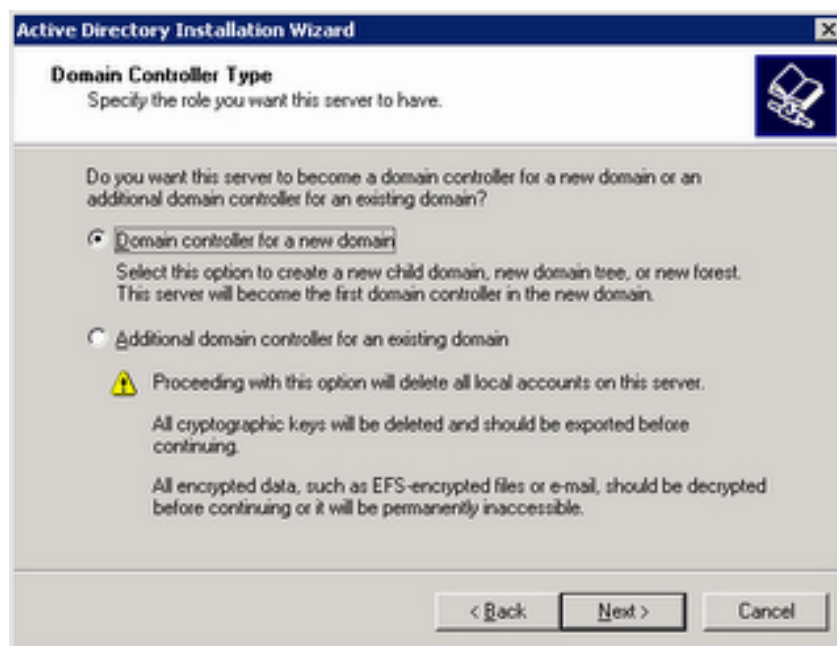 Active Directory Installation Wizard
Domain Controller Type
Specify the role you want this server to have.
Do you want this server to become a domain controller for a new domain or an
additional domain controller for an existing domain?
Domain controller for a new domain
Select this option to create a new child domain, new domain tree, or new forest.
This server will become the first domain controller in the new domain.
Additional domain controller for an existing domain
Proceeding with this option will delete all local accounts on this server.
All cryptographic keys will be deleted and should be exported before
continuing.
All encrypted data, such as EFS-encrypted files or e-mail, should be decrypted
before continuing or it will be permanently inaccessible.
< Back
Next >
Cancel